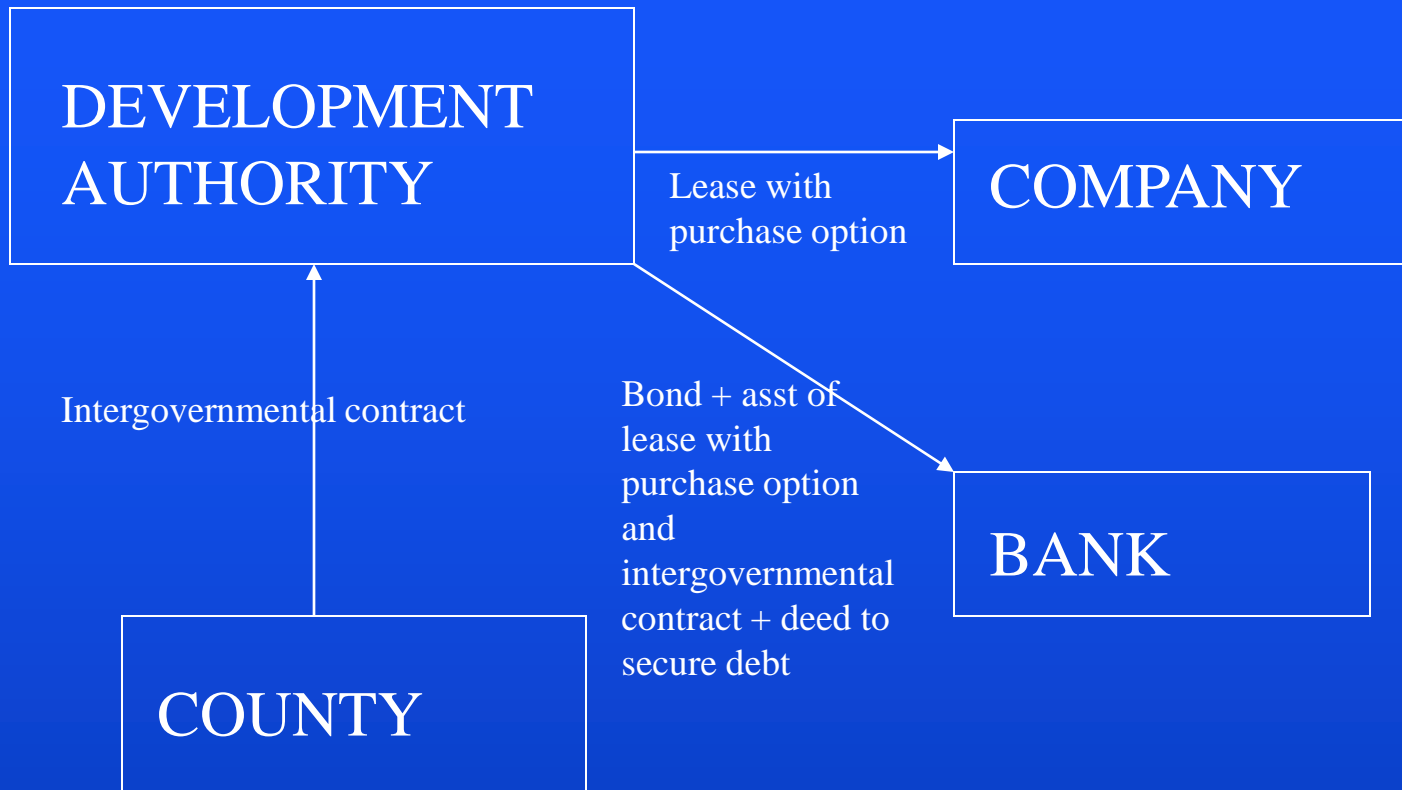 DEVELOPMENT
AUTHORITY
Lease with
purchase option
COMPANY
Intergovernmental contract
Bond + asst of
lease with
purchase option
and
intergovernmental
contract + deed to
secure debt
BANK
COUNTY